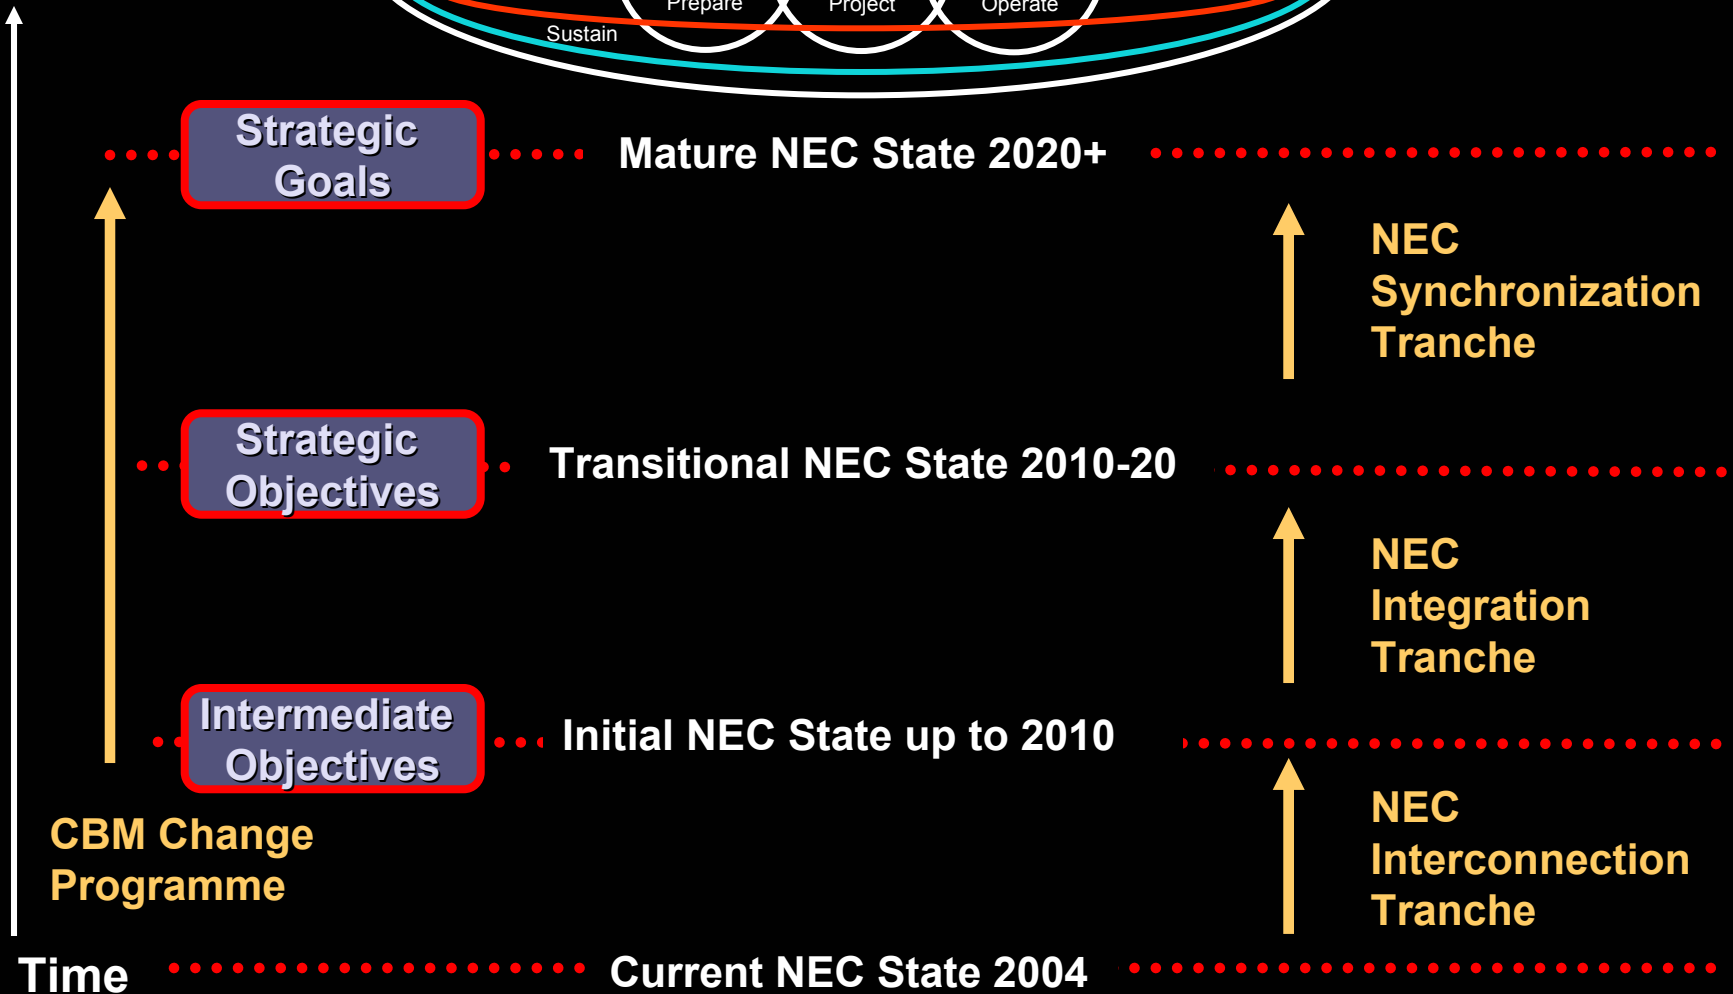 Prepare
Project
Operate
Sustain
Strategic
Goals
Mature NEC State 2020+
NEC
Synchronization
Tranche
Strategic
Objectives
Transitional NEC State 2010-20
NEC
Integration
Tranche
Intermediate
Objectives
Initial NEC State up to 2010
CBM Change
Programme
NEC
Interconnection
Tranche
Time
Current NEC State 2004